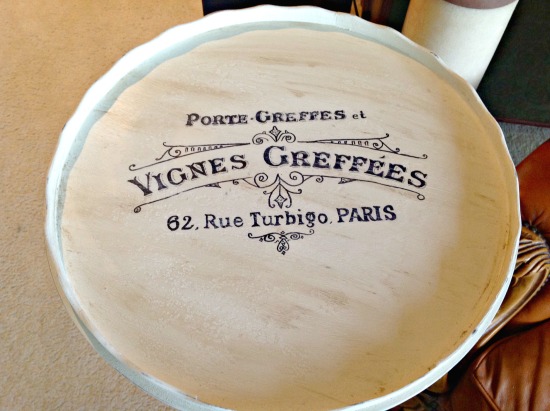 PORTE-GREFFES et
VIGNES GREFFÉES
62, Rue Turbigo, PARIS